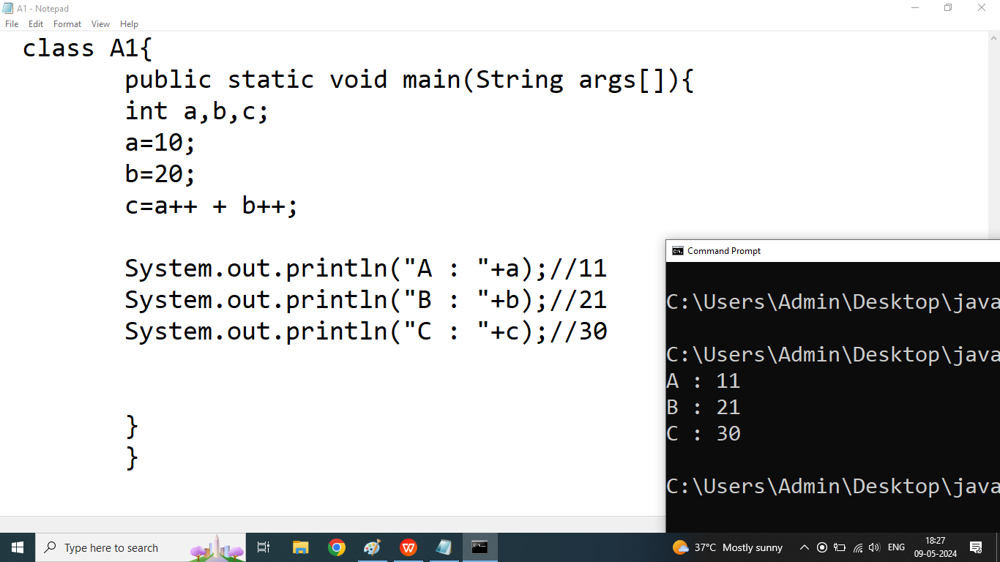 A1 - Notepad
File Edit Format View Help
class A1{
public static void main(String args[]){
int a,b,c;
a=10;
b=20;
c=a++ + b++;
System.out.println("A : "+a);//11
System.out.println("B : "+b);//21
System.out.println("C : "+c);//30
}
}
Command Prompt
C:\Users\Admin\Desktop\java
C:\Users\Admin\Desktop\java
A : 11
B : 21
C : 30
C:\Users\Admin\Desktop\java
Type here to search
37°C Mostly sunny
ENG
18:27
09-05-2024